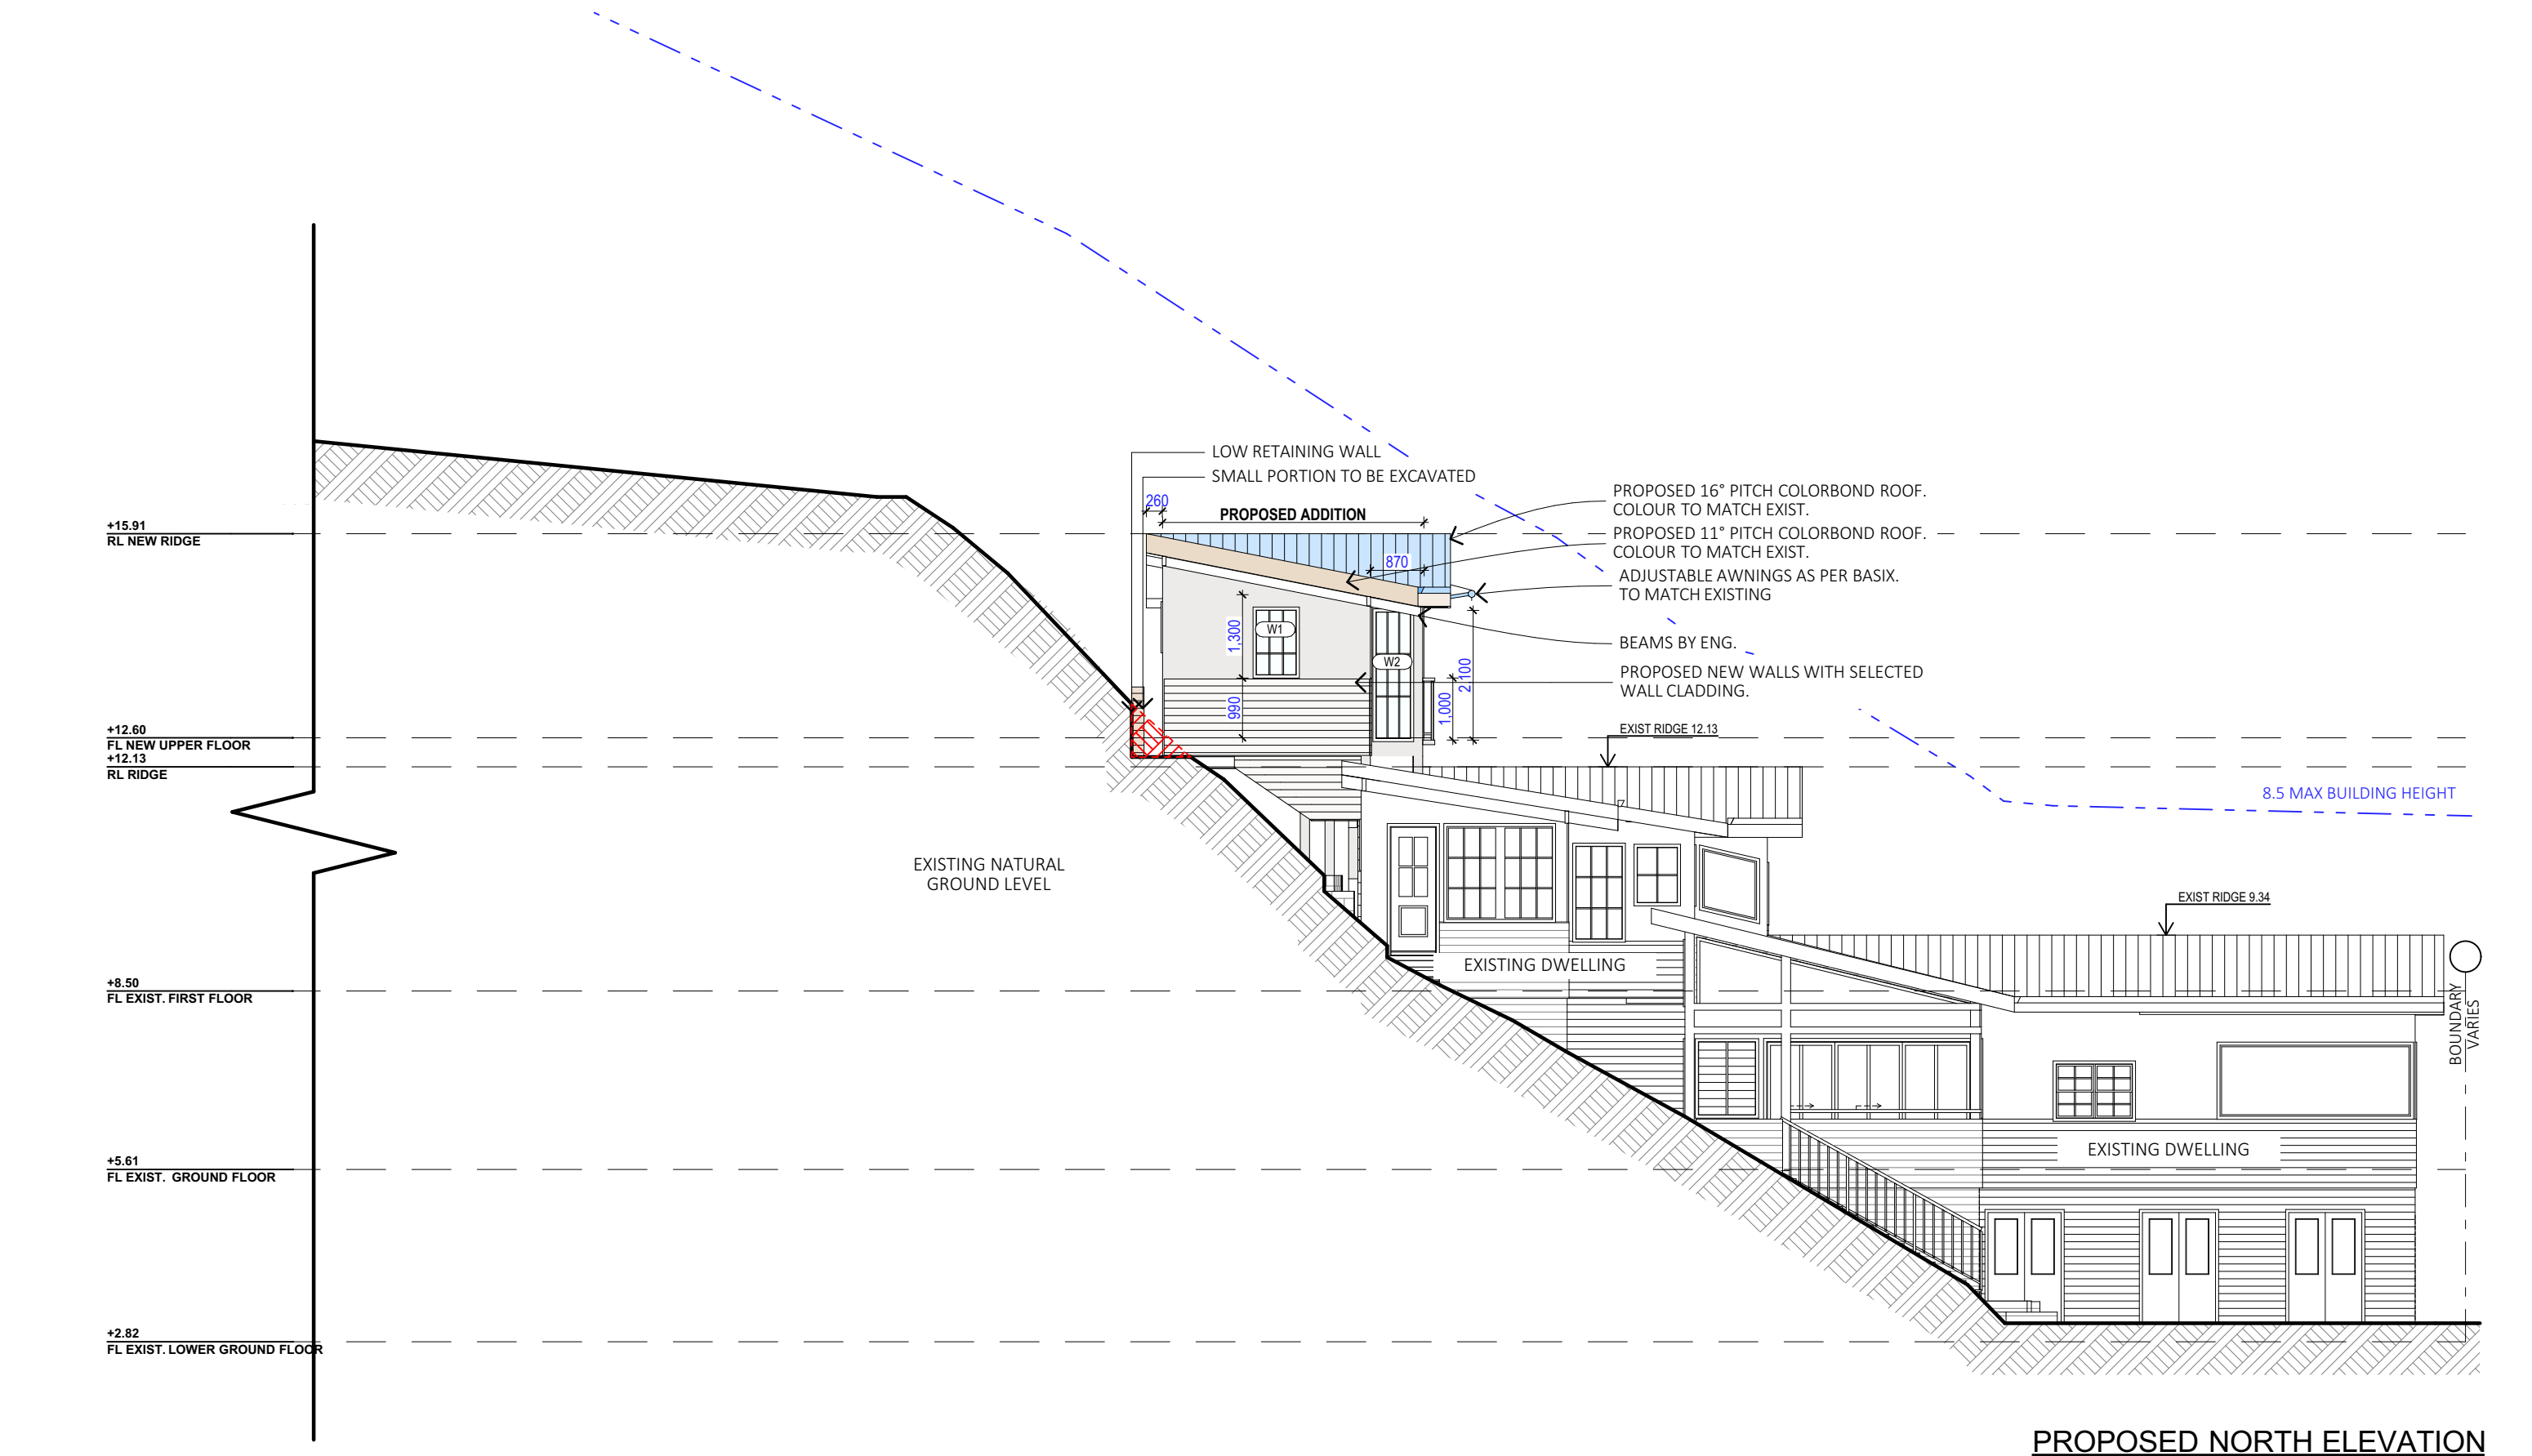 LOW RETAINING WALL
SMALL PORTION TO BE EXCAVATED
260
PROPOSED ADDITION
PROPOSED 16° PITCH COLORBOND ROOF.
COLOUR TO MATCH EXIST.
PROPOSED 11° PITCH COLORBOND ROOF.
COLOUR TO MATCH EXIST.
870
ADJUSTABLE AWNINGS AS PER BASIX.
TO MATCH EXISTING
BEAMS BY ENG.
PROPOSED NEW WALLS WITH SELECTED
WALL CLADDING.
W1
W2
1,300
990
1,000
2,100
+15.91
RL NEW RIDGE
+12.60
FL NEW UPPER FLOOR
+12.13
RL RIDGE
EXIST RIDGE 12.13
8.5 MAX BUILDING HEIGHT
EXISTING NATURAL
GROUND LEVEL
EXIST RIDGE 9.34
EXISTING DWELLING
+8.50
FL EXIST. FIRST FLOOR
BOUNDARY
VARIES
EXISTING DWELLING
+5.61
FL EXIST. GROUND FLOOR
+2.82
FL EXIST. LOWER GROUND FLOOR
PROPOSED NORTH ELEVATION